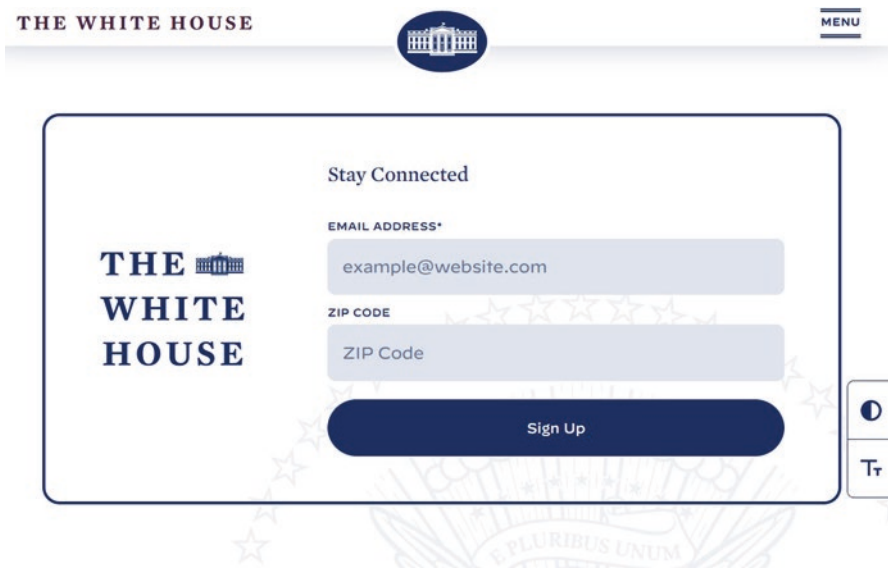 THE WHITE HOUSE
MENU
Stay Connected
EMAIL ADDRESS*
example@website.com
THE
WHITE
HOUSE
ZIP CODE
ZIP Code
Sign Up
TT
E PLURIBUS UNUM